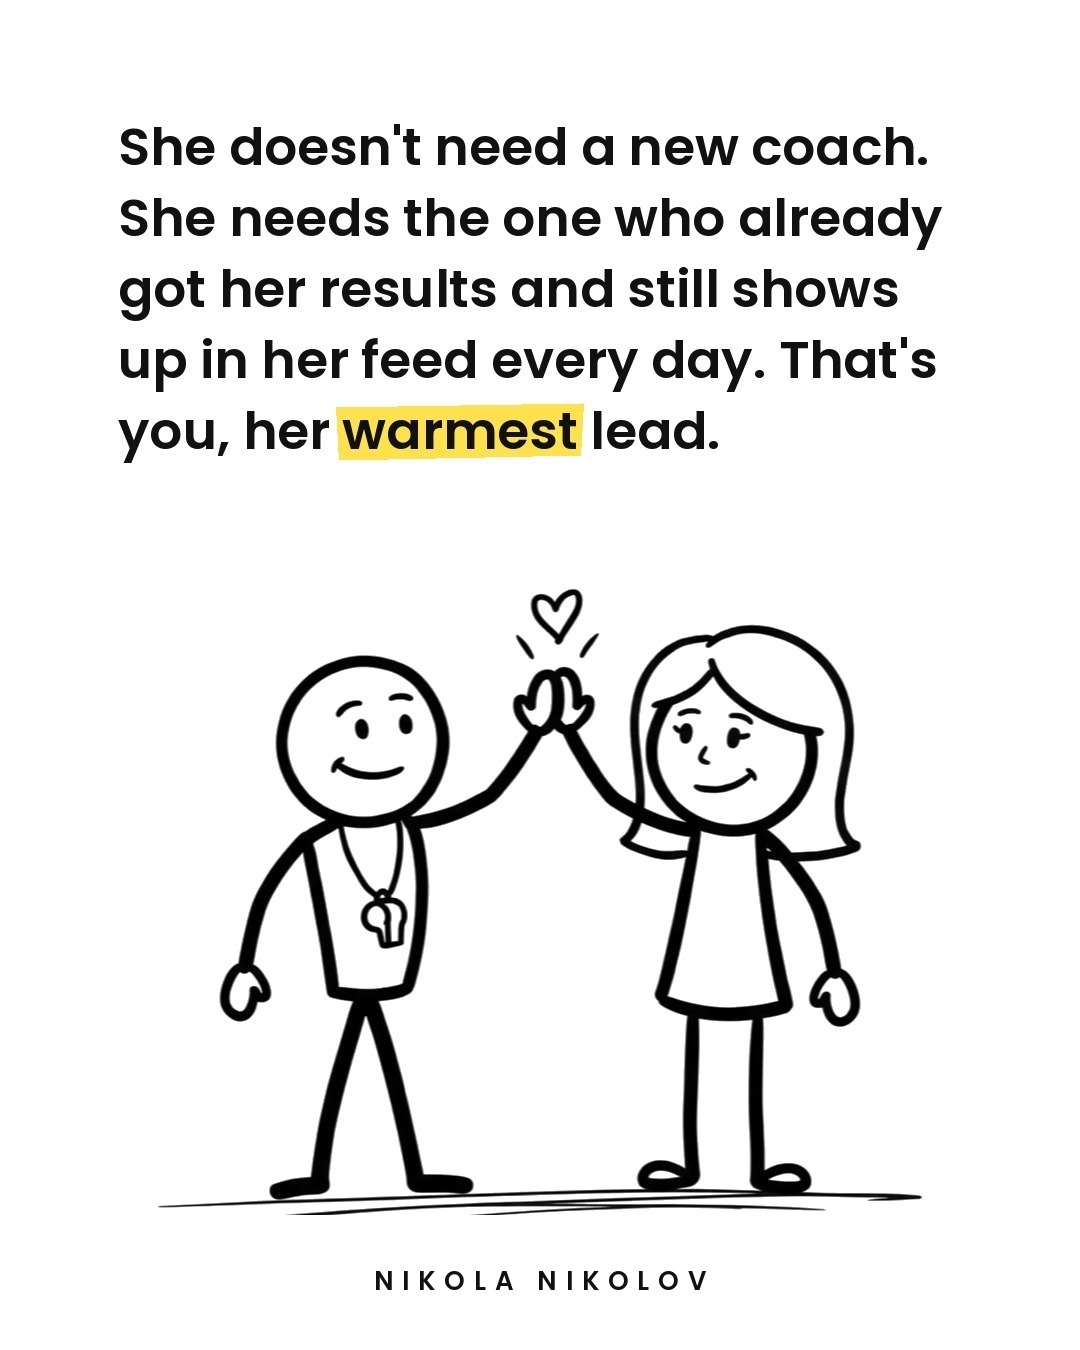 She doesn't need a new coach.
She needs the one who already
got her results and still shows
up in her feed every day. That's
you, her warmest lead.
NIKOLA NIKOLOV